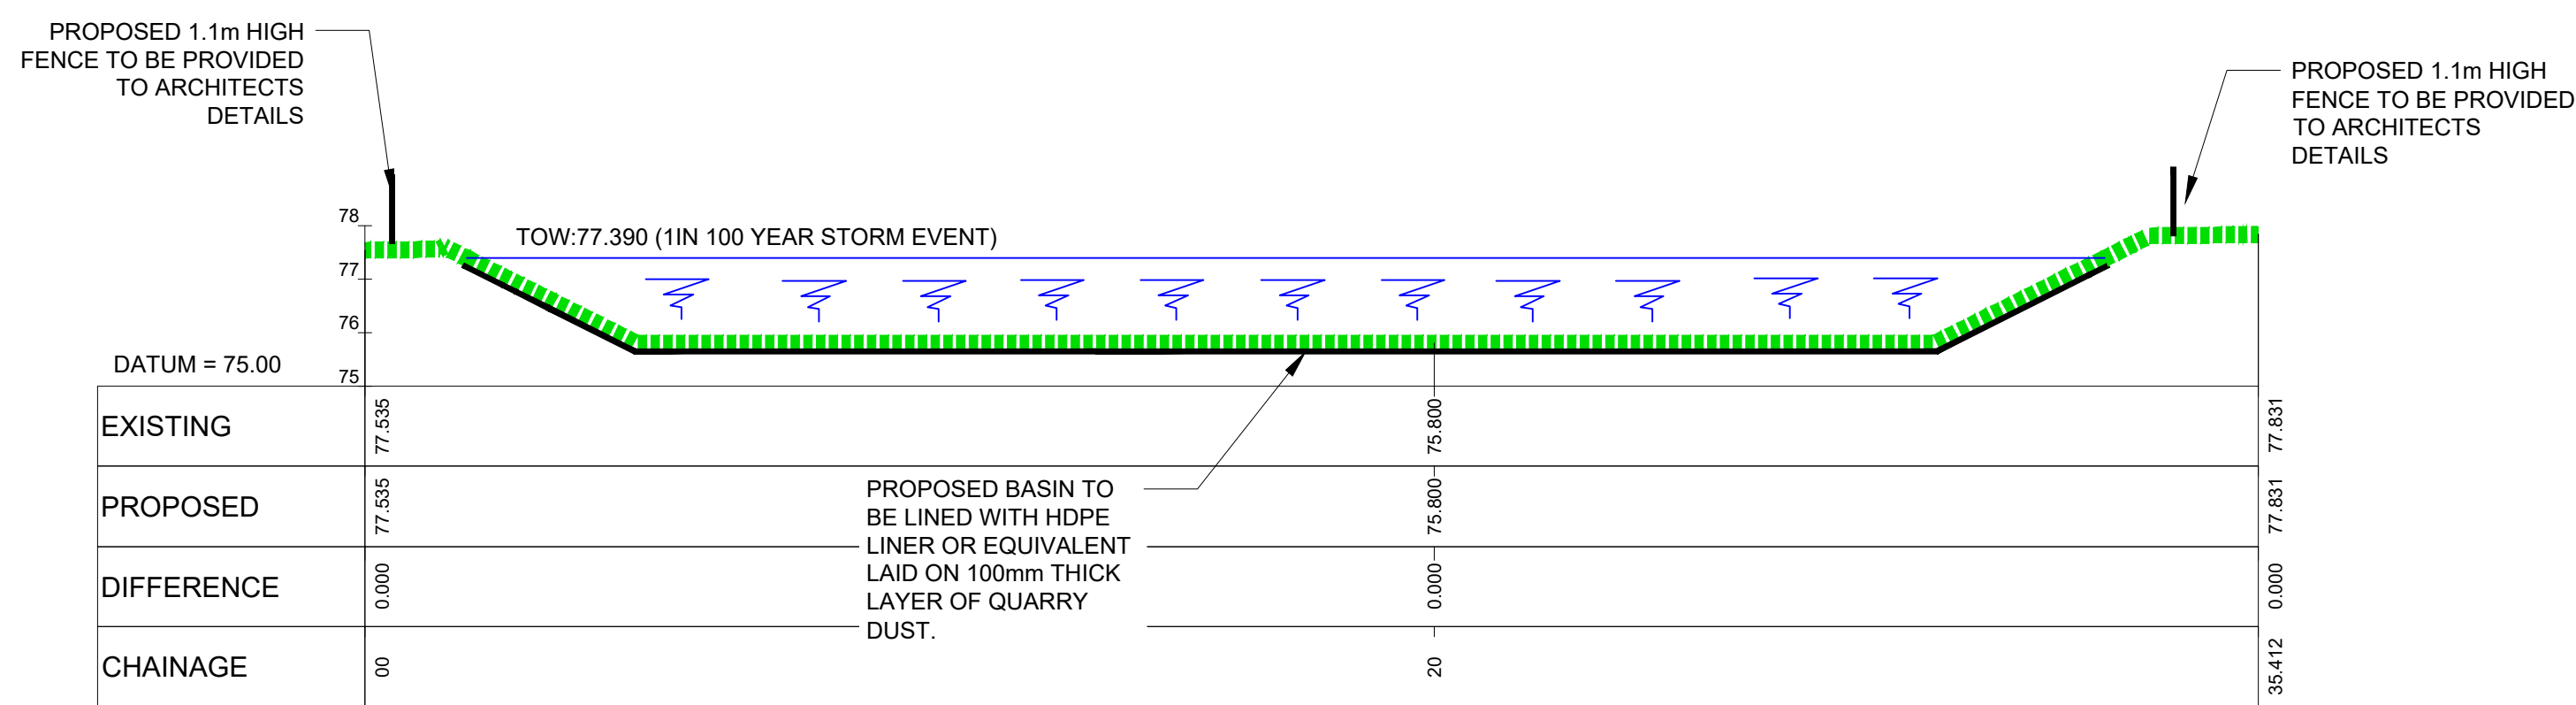 PROPOSED 1.1m HIGH
FENCE TO BE PROVIDED
TO ARCHITECTS
DETAILS
PROPOSED 1.1m HIGH
FENCE TO BE PROVIDED
TO ARCHITECTS
DETAILS
TOW:77.390 (1IN 100 YEAR STORM EVENT)
78
77
76
75
DATUM = 75.00
EXISTING 77.535 75.800 77.831
PROPOSED 77.535 75.800 77.831
DIFFERENCE 0.000 0.000 0.000
CHAINAGE 00 20 35.412
PROPOSED BASIN TO
BE LINED WITH HDPE
LINER OR EQUIVALENT
LAID ON 100mm THICK
LAYER OF QUARRY
DUST.